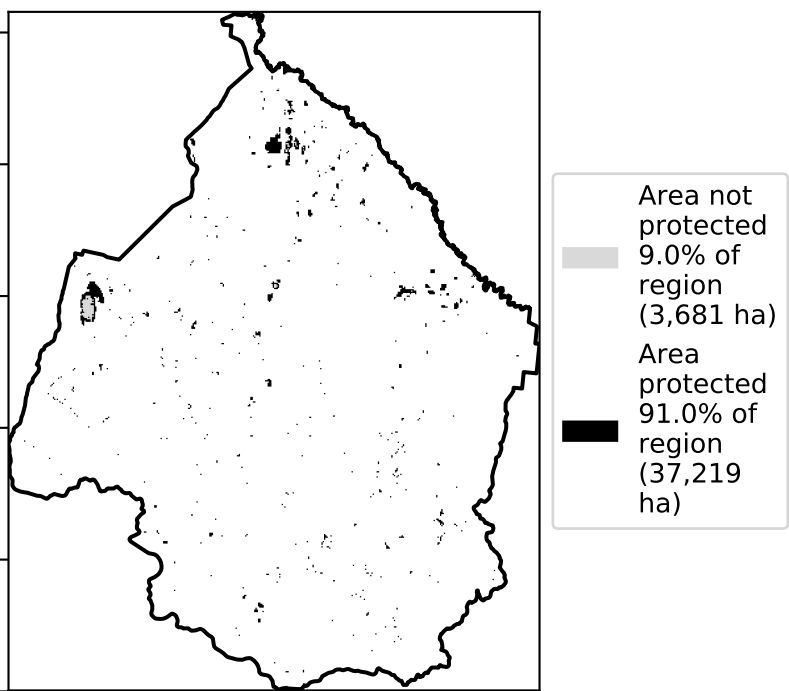 Area not
protected
9.0% of
region
(3,681 ha)
Area
protected
91.0% of
region
(37,219
ha)